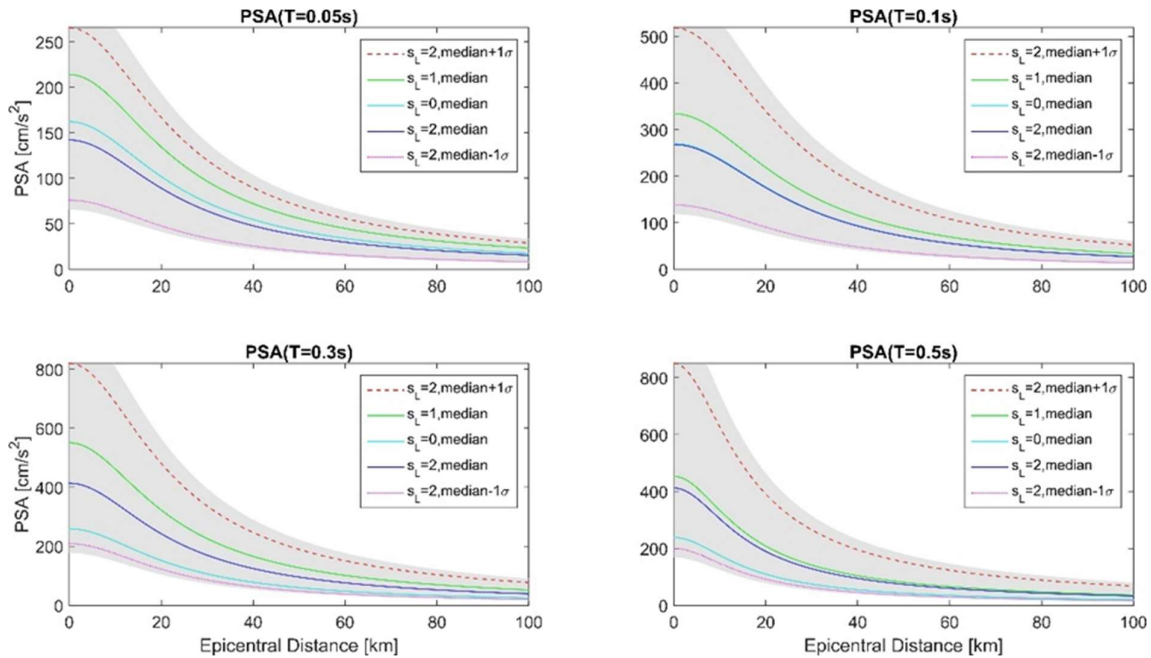 PSA(T=0.05s)
250
200
150
100
50
0
PSA [cm/s²]
0 20 40 60 80 100
s_L=2,median+1σ
s_L=1,median
s_L=0,median
s_L=2,median
s_L=2,median-1σ
PSA(T=0.1s)
500
400
300
200
100
0
0 20 40 60 80 100
s_L=2,median+1σ
s_L=1,median
s_L=0,median
s_L=2,median
s_L=2,median-1σ
PSA(T=0.3s)
800
600
400
200
0
PSA [cm/s²]
0 20 40 60 80 100
Epicentral Distance [km]
s_L=2,median+1σ
s_L=1,median
s_L=0,median
s_L=2,median
s_L=2,median-1σ
PSA(T=0.5s)
800
600
400
200
0
0 20 40 60 80 100
Epicentral Distance [km]
s_L=2,median+1σ
s_L=1,median
s_L=0,median
s_L=2,median
s_L=2,median-1σ